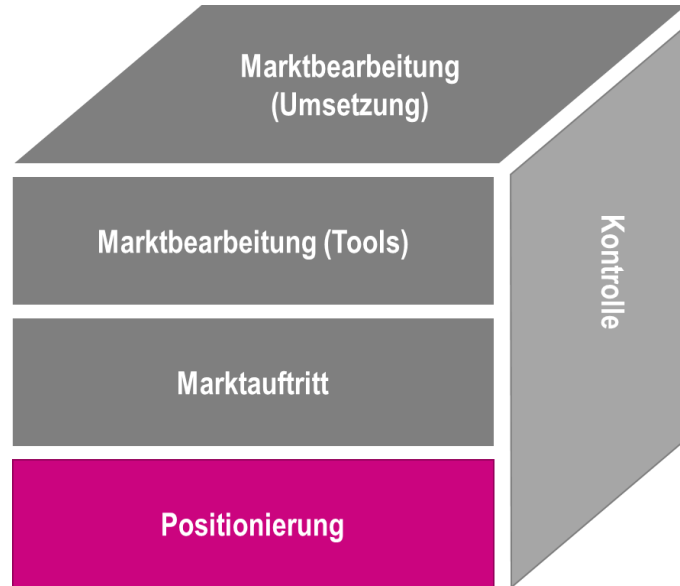 Marktbearbeitung
(Umsetzung)
Marktbearbeitung (Tools)
Kontrolle
Marktauftritt
Positionierung